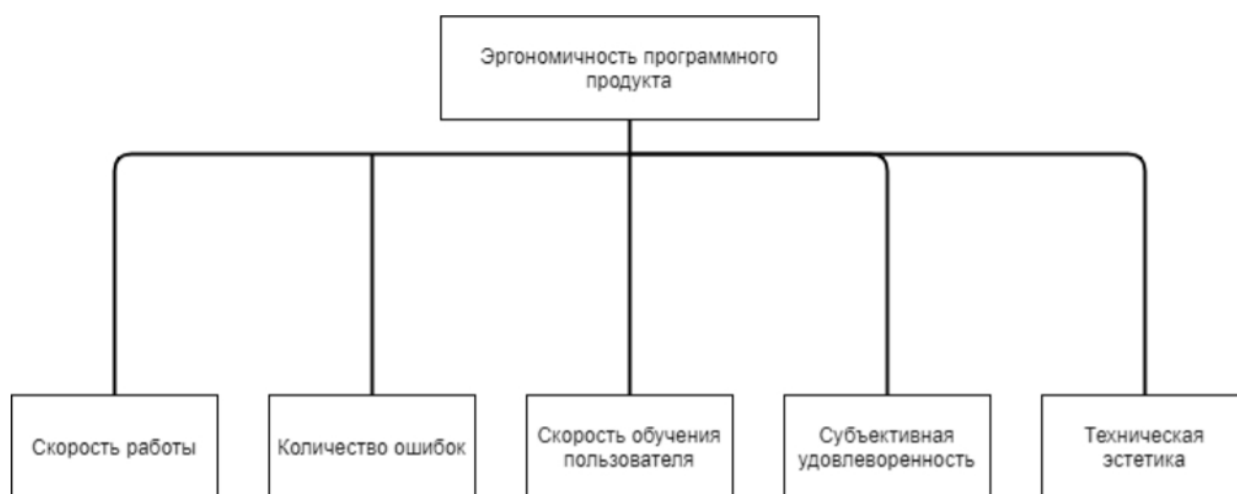 Эргономичность программного
продукта
Скорость работы
Количество ошибок
Скорость обучения
пользователя
Субъективная
удовлеворенность
Техническая
эстетика